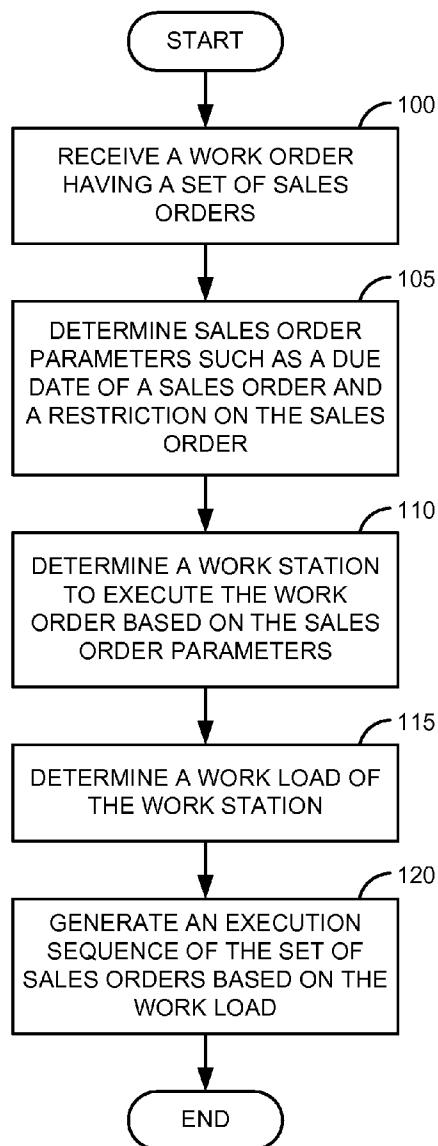 START
100
RECEIVE A WORK ORDER
HAVING A SET OF SALES
ORDERS
105
DETERMINE SALES ORDER
PARAMETERS SUCH AS A DUE
DATE OF A SALES ORDER AND
A RESTRICTION ON THE SALES
ORDER
110
DETERMINE A WORK STATION
TO EXECUTE THE WORK
ORDER BASED ON THE SALES
ORDER PARAMETERS
115
DETERMINE A WORK LOAD OF
THE WORK STATION
120
GENERATE AN EXECUTION
SEQUENCE OF THE SET OF
SALES ORDERS BASED ON THE
WORK LOAD
END